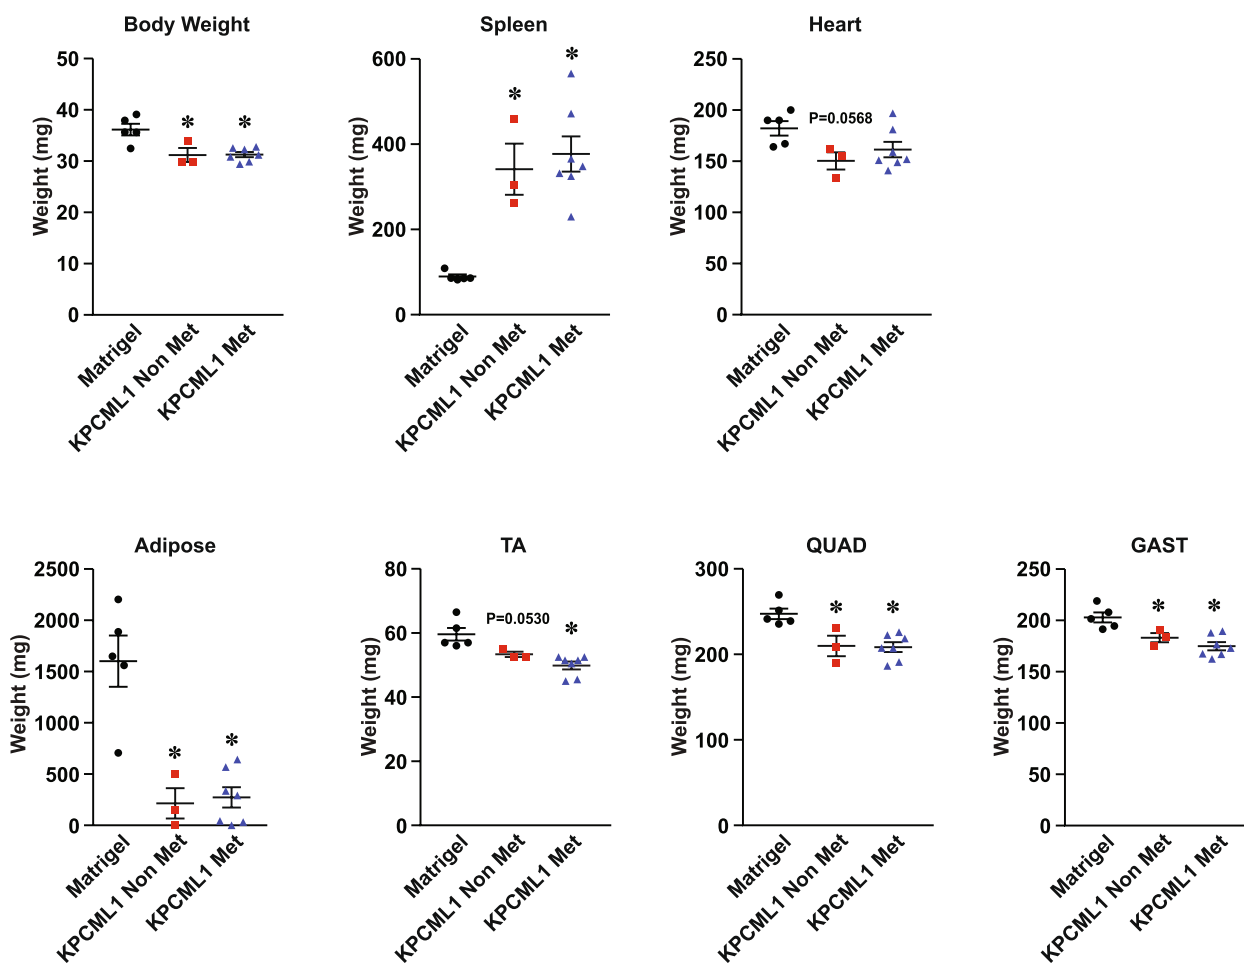 Body Weight
Weight (mg)
50
40
30
20
10
0
*
*
Matrigel
KPCML1 Non Met
KPCML1 Met
Spleen
Weight (mg)
600
400
200
0
*
*
Matrigel
KPCML1 Non Met
KPCML1 Met
Heart
Weight (mg)
250
200
150
100
50
0
P=0.0568
Matrigel
KPCML1 Non Met
KPCML1 Met
Adipose
Weight (mg)
2500
2000
1500
1000
500
0
*
*
Matrigel
KPCML1 Non Met
KPCML1 Met
TA
Weight (mg)
80
60
40
20
0
P=0.0530
*
Matrigel
KPCML1 Non Met
KPCML1 Met
QUAD
Weight (mg)
300
200
100
0
*
*
Matrigel
KPCML1 Non Met
KPCML1 Met
GAST
Weight (mg)
250
200
150
100
50
0
*
*
Matrigel
KPCML1 Non Met
KPCML1 Met